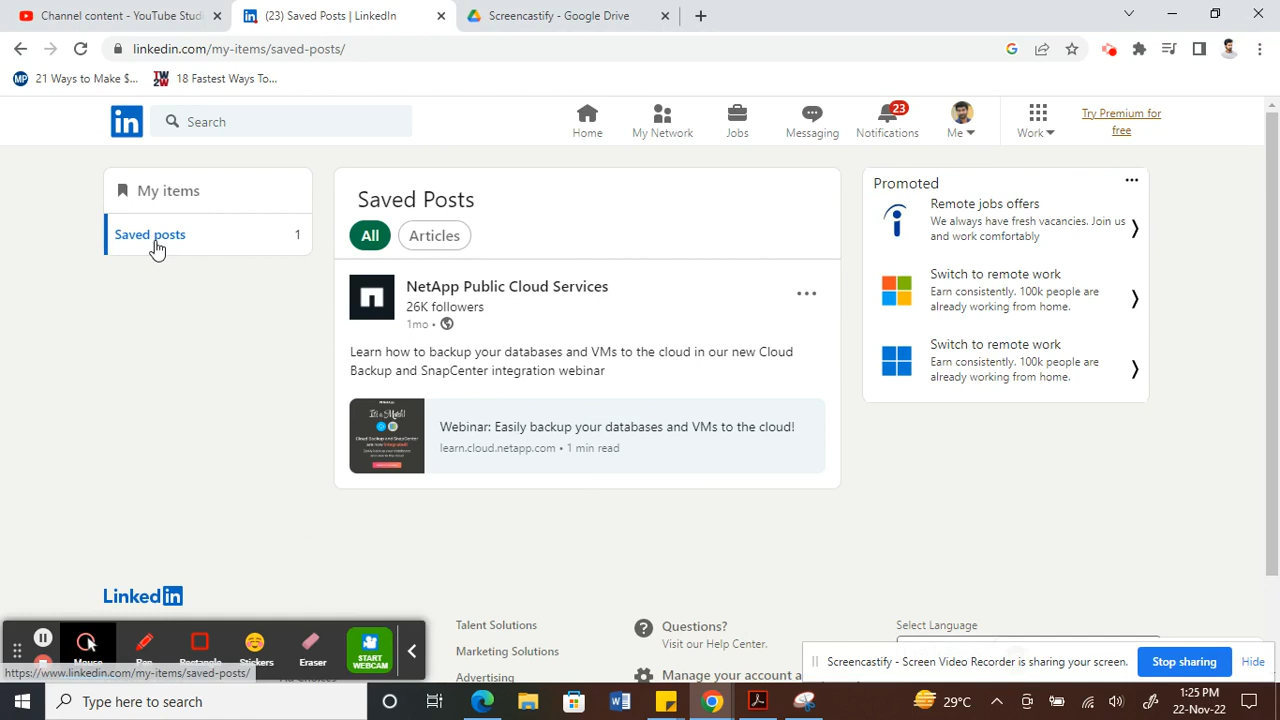 Channel content - YouTube Stud
(23) Saved Posts | LinkedIn
Screencastify - Google Drive
linkedin.com/my-items/saved-posts/
MP 21 Ways to Make $...
18 Fastest Ways To...
in Search
Home
My Network
Jobs
Messaging
23
Notifications
Me
Work
Try Premium for
free
My items
Saved posts 1
Saved Posts
All Articles
NetApp Public Cloud Services
26K followers
1mo •
Learn how to backup your databases and VMs to the cloud in our new Cloud
Backup and SnapCenter integration webinar
Webinar: Easily backup your databases and VMs to the cloud!
learn.cloud.netapp.com • 1 min read
Promoted
Remote jobs offers
We always have fresh vacancies. Join us
and work comfortably
Switch to remote work
Earn consistently. 100k people are
already working from home.
Switch to remote work
Earn consistently. 100k people are
already working from home.
LinkedIn
Talent Solutions
Marketing Solutions
Advertising
Questions?
Visit our Help Center.
Manage your account a
Select Language
Mouse
Pen
Rectangle
Stickers
Eraser
START
WEBCAM
https://www.linkedin.com/my-items/saved-posts/
Screencastify - Screen Video Recorder is sharing your screen.
Stop sharing
Hide
Type here to search
29°C
1:25 PM
22-Nov-22